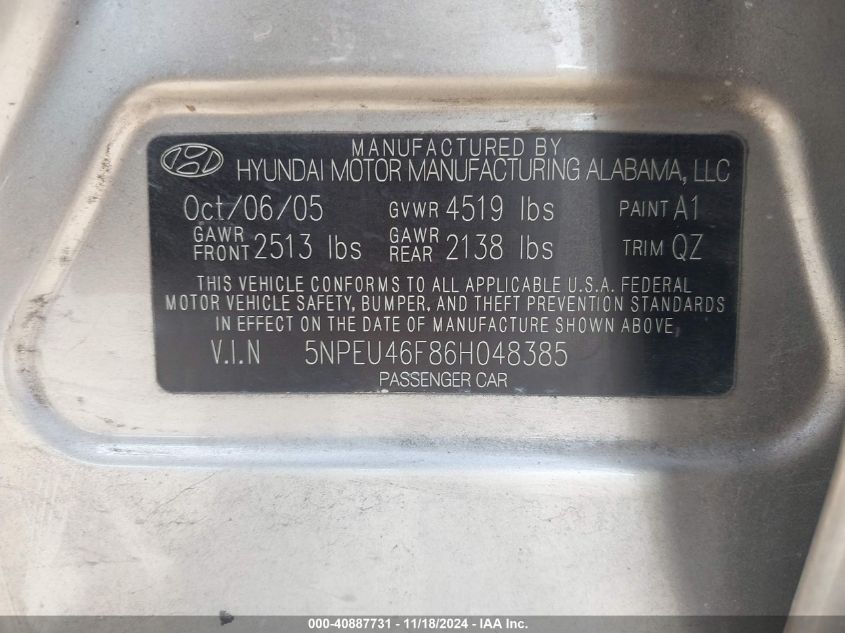 MANUFACTURED BY
HYUNDAI MOTOR MANUFACTURING ALABAMA, LLC
Oct/06/05 GVWR 4519 lbs PAINT A1
GAWR FRONT 2513 lbs GAWR REAR 2138 lbs TRIM QZ
THIS VEHICLE CONFORMS TO ALL APPLICABLE U.S.A. FEDERAL
MOTOR VEHICLE SAFETY, BUMPER, AND THEFT PREVENTION STANDARDS
IN EFFECT ON THE DATE OF MANUFACTURE SHOWN ABOVE.
V.I.N 5NPEU46F86H048385
PASSENGER CAR
000-40887731 - 11/18/2024 - IAA Inc.